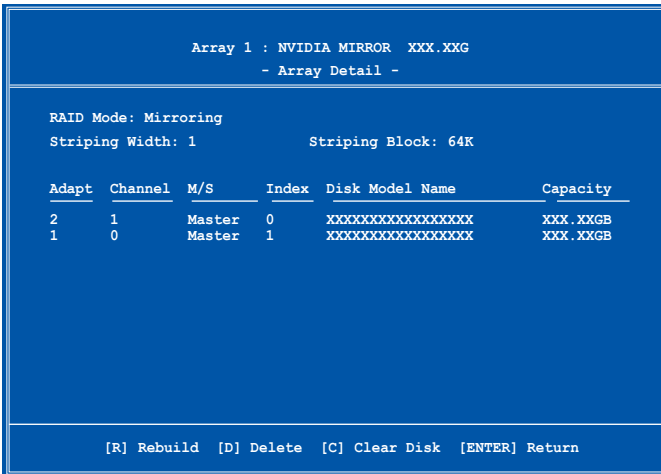 Array 1 : NVIDIA MIRROR XXX.XXG
- Array Detail -
RAID Mode: Mirroring
Striping Width: 1 Striping Block: 64K
Adapt Channel M/S Index Disk Model Name Capacity
2 1 Master 0 XXXXXXXXXXXXXXXXX XXX.XXGB
1 0 Master 1 XXXXXXXXXXXXXXXXX XXX.XXGB
[R] Rebuild [D] Delete [C] Clear Disk [ENTER] Return